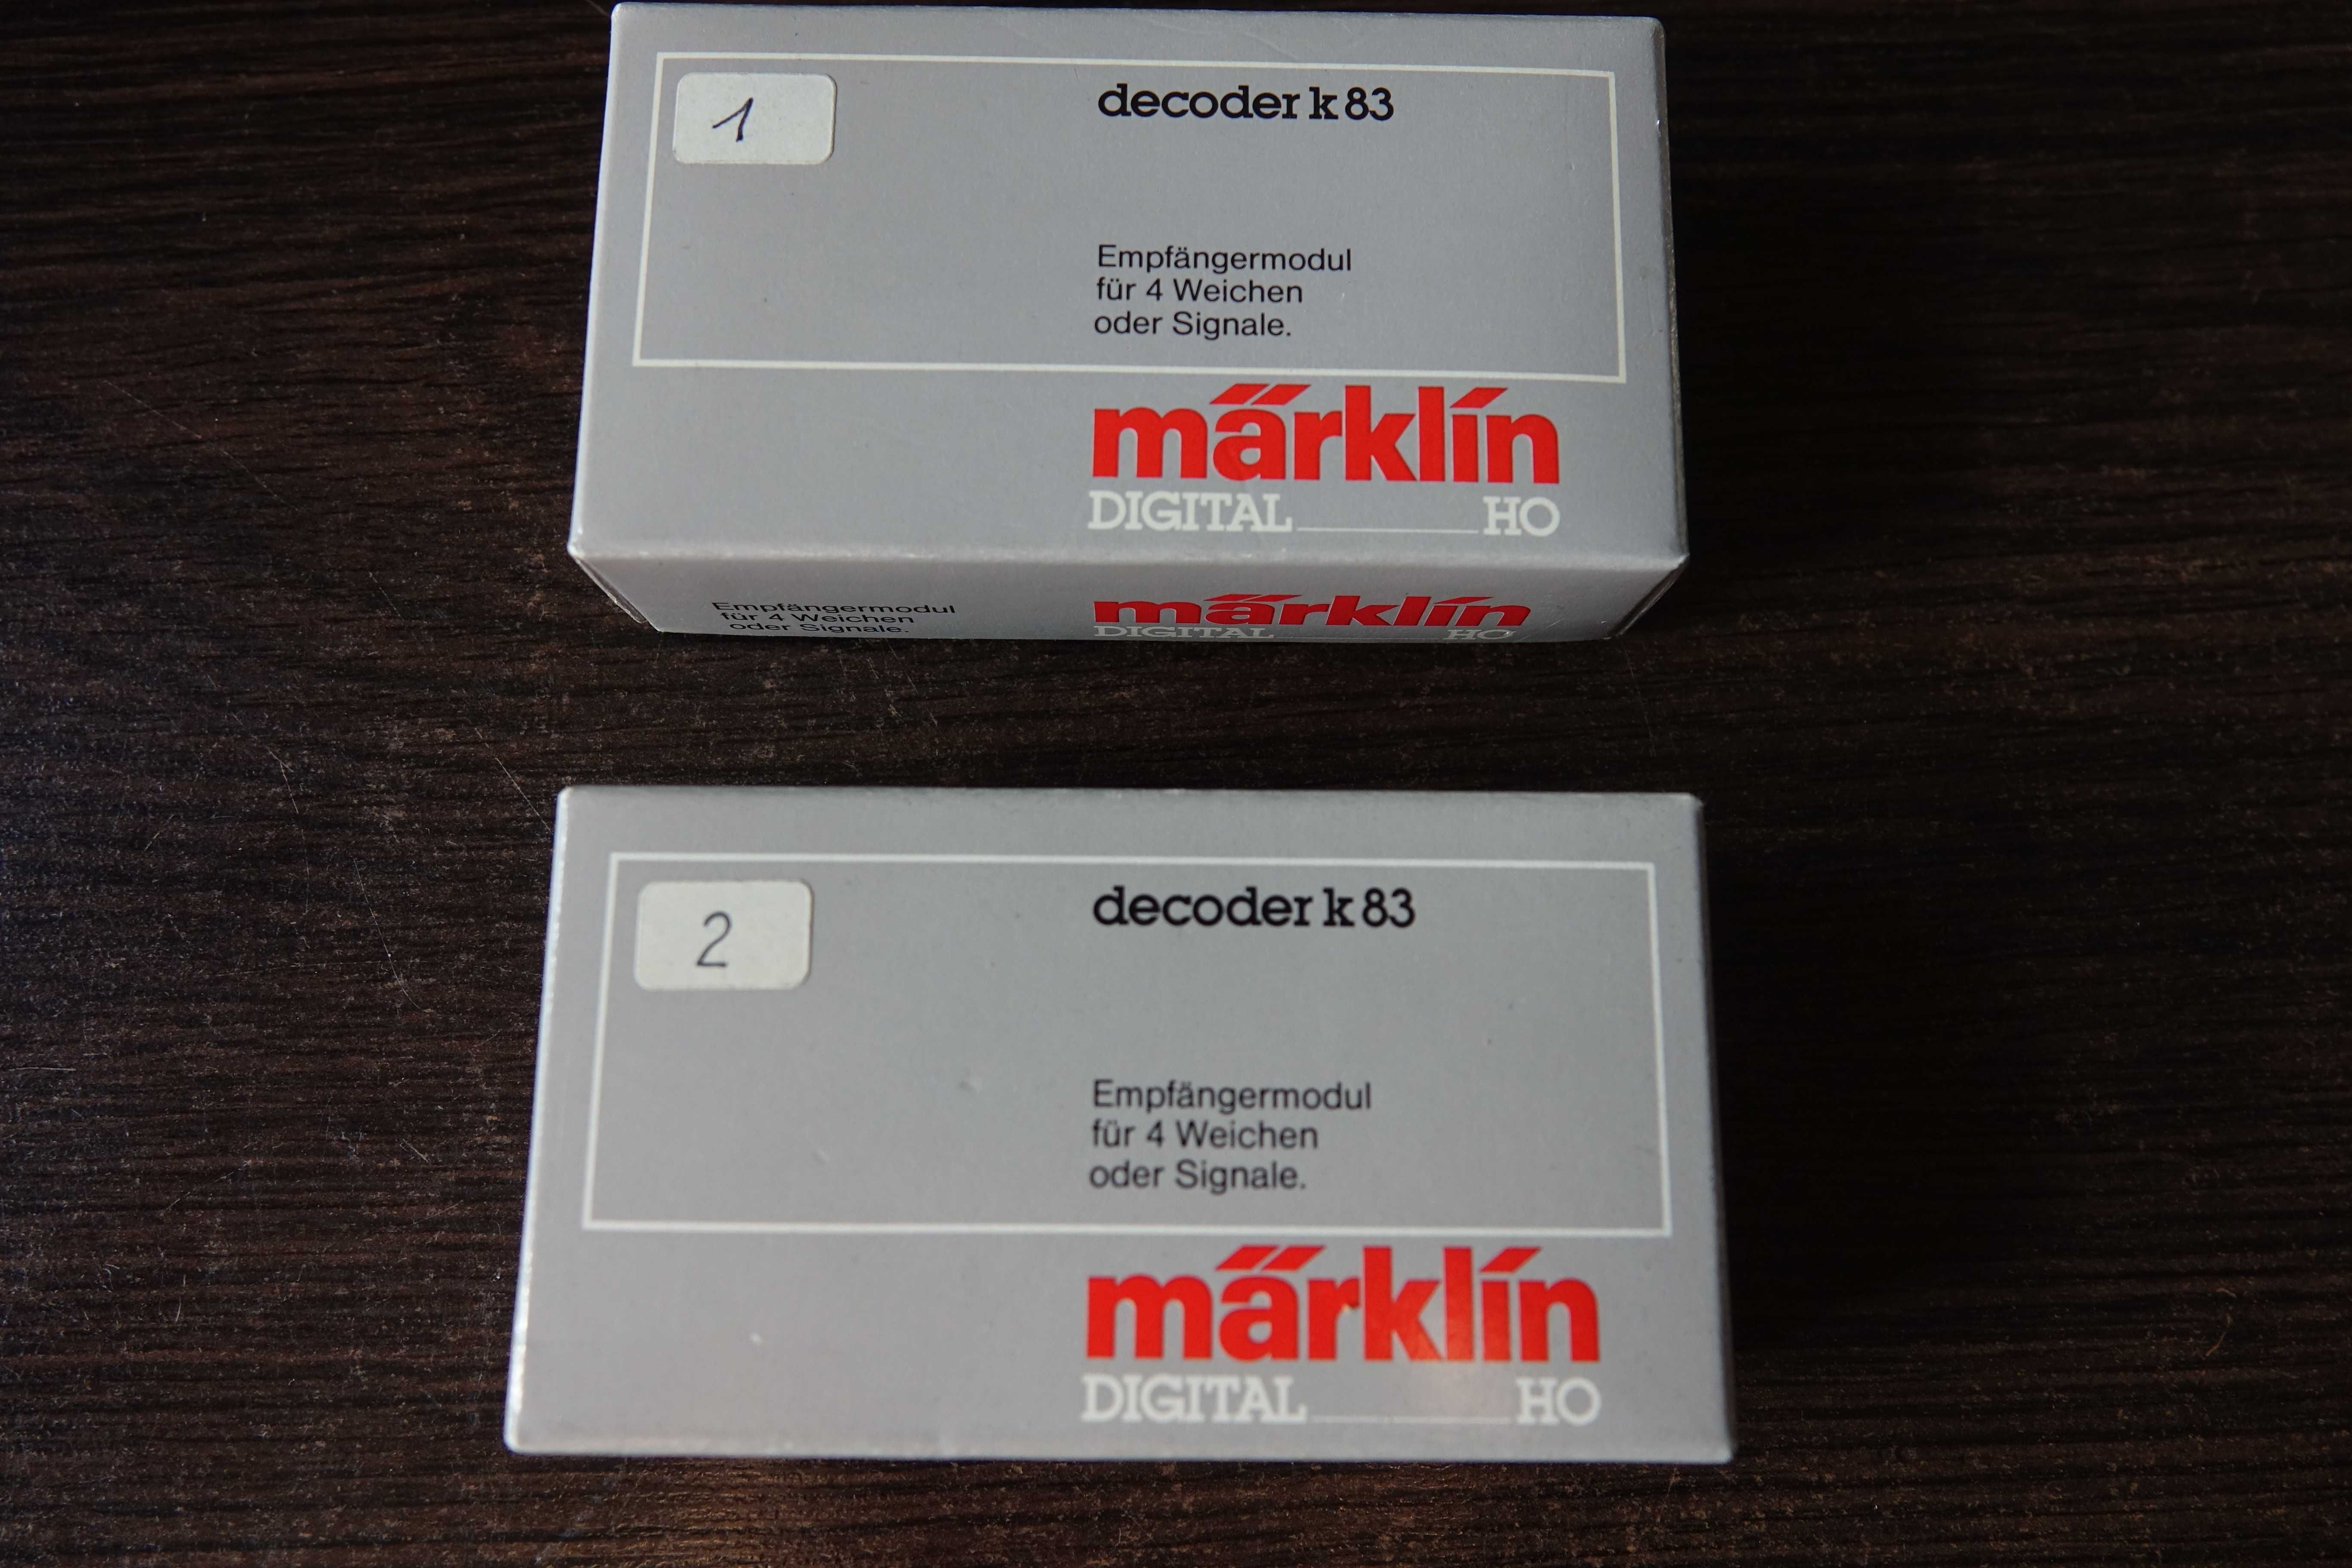 1
decoder k 83
Empfängermodul
für 4 Weichen
oder Signale.
märklin
DIGITAL HO
Empfängermodul
für 4 Weichen
oder Signale.
märklin
DIGITAL HO
2
decoder k 83
Empfängermodul
für 4 Weichen
oder Signale.
märklin
DIGITAL HO